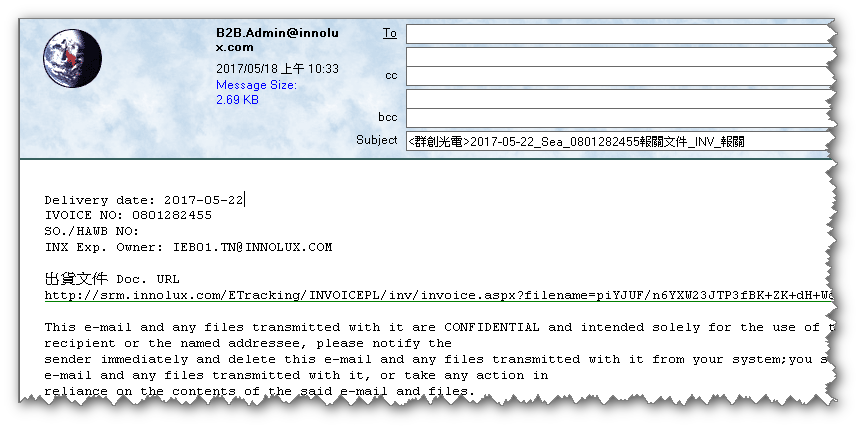 B2B.Admin@innolu
x.com
2017/05/18 上午 10:33
Message Size:
2.69 KB
To
cc
bcc
Subject <群創光電>2017-05-22_Sea_0801282455報關文件_INV_報關
Delivery date: 2017-05-22
IVOICE NO: 0801282455
SO./HAWB NO:
INX Exp. Owner: IEB01.TN@INNOLUX.COM
出貨文件 Doc. URL
http://srm.innolux.com/ETracking/INVOICEPL/inv/invoice.aspx?filename=piYJUF/n6YXW23JTP3fBK+ZK+dH+W
This e-mail and any files transmitted with it are CONFIDENTIAL and intended solely for the use of
recipient or the named addressee, please notify the
sender immediately and delete this e-mail and any files transmitted with it from your system;you
e-mail and any files transmitted with it, or take any action in
reliance on the contents of the said e-mail and files.